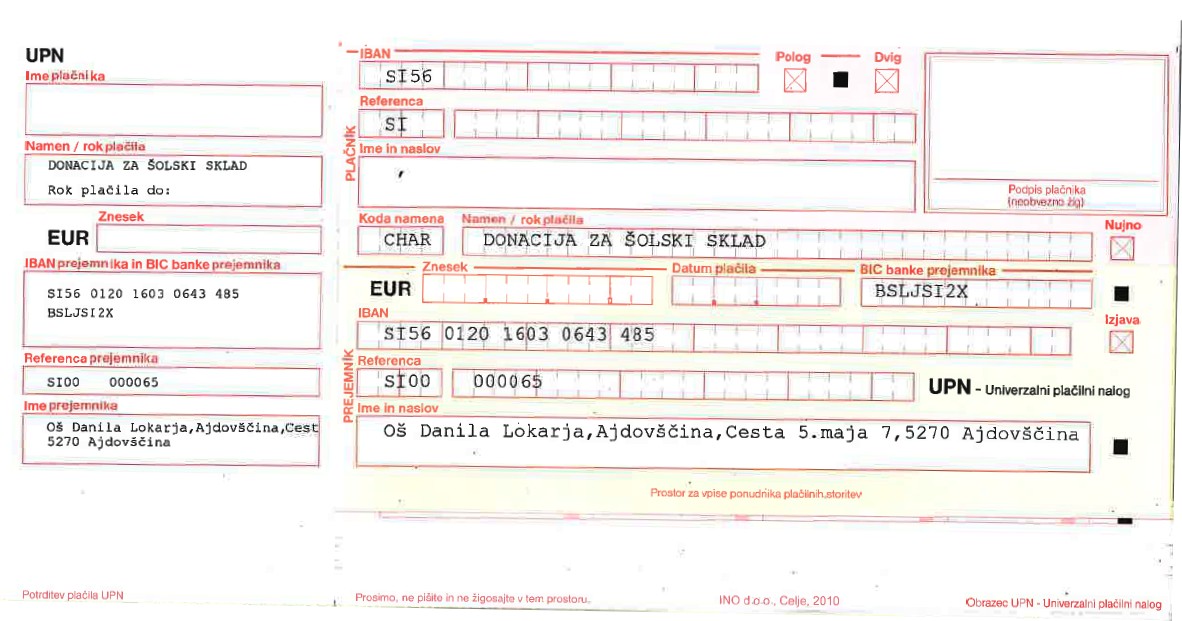 UPN
Ime plačnika
Namen / rok plačila
DONACIJA ZA ŠOLSKI SKLAD
Rok plačila do:
Znesek
EUR
IBAN prejemnika in BIC banke prejemnika
SI56 0120 1603 0643 485
BSLJSI2X
Referenca prejemnika
SI00 000065
Ime prejemnika
Oš Danila Lokarja,Ajdovščina,Cest
5270 Ajdovščina
Potrditev plačila UPN
PLAČNIK
IBAN
SI56
Polog
Dvig
Referenca
SI
Ime in naslov
,
Podpis plačnika
(neobvezno žig)
Koda namena
Namen / rok plačila
Nujno
CHAR
DONACIJA ZA ŠOLSKI SKLAD
PREJEMNIK
Znesek
Datum plačila
BIC banke prejemnika
EUR
BSLJSI2X
IBAN
Izjava
SI56 0120 1603 0643 485
Referenca
SI00 000065
UPN - Univerzalni plačilni nalog
Ime in naslov
Oš Danila Lokarja,Ajdovščina,Cesta 5.maja 7,5270 Ajdovščina
Prostor za vpise ponudnika plačilnih storitev
Prosimo, ne pišite in ne žigosajte v tem prostoru.
INO d.o.o., Celje, 2010
Obrazec UPN - Univerzalni plačilni nalog